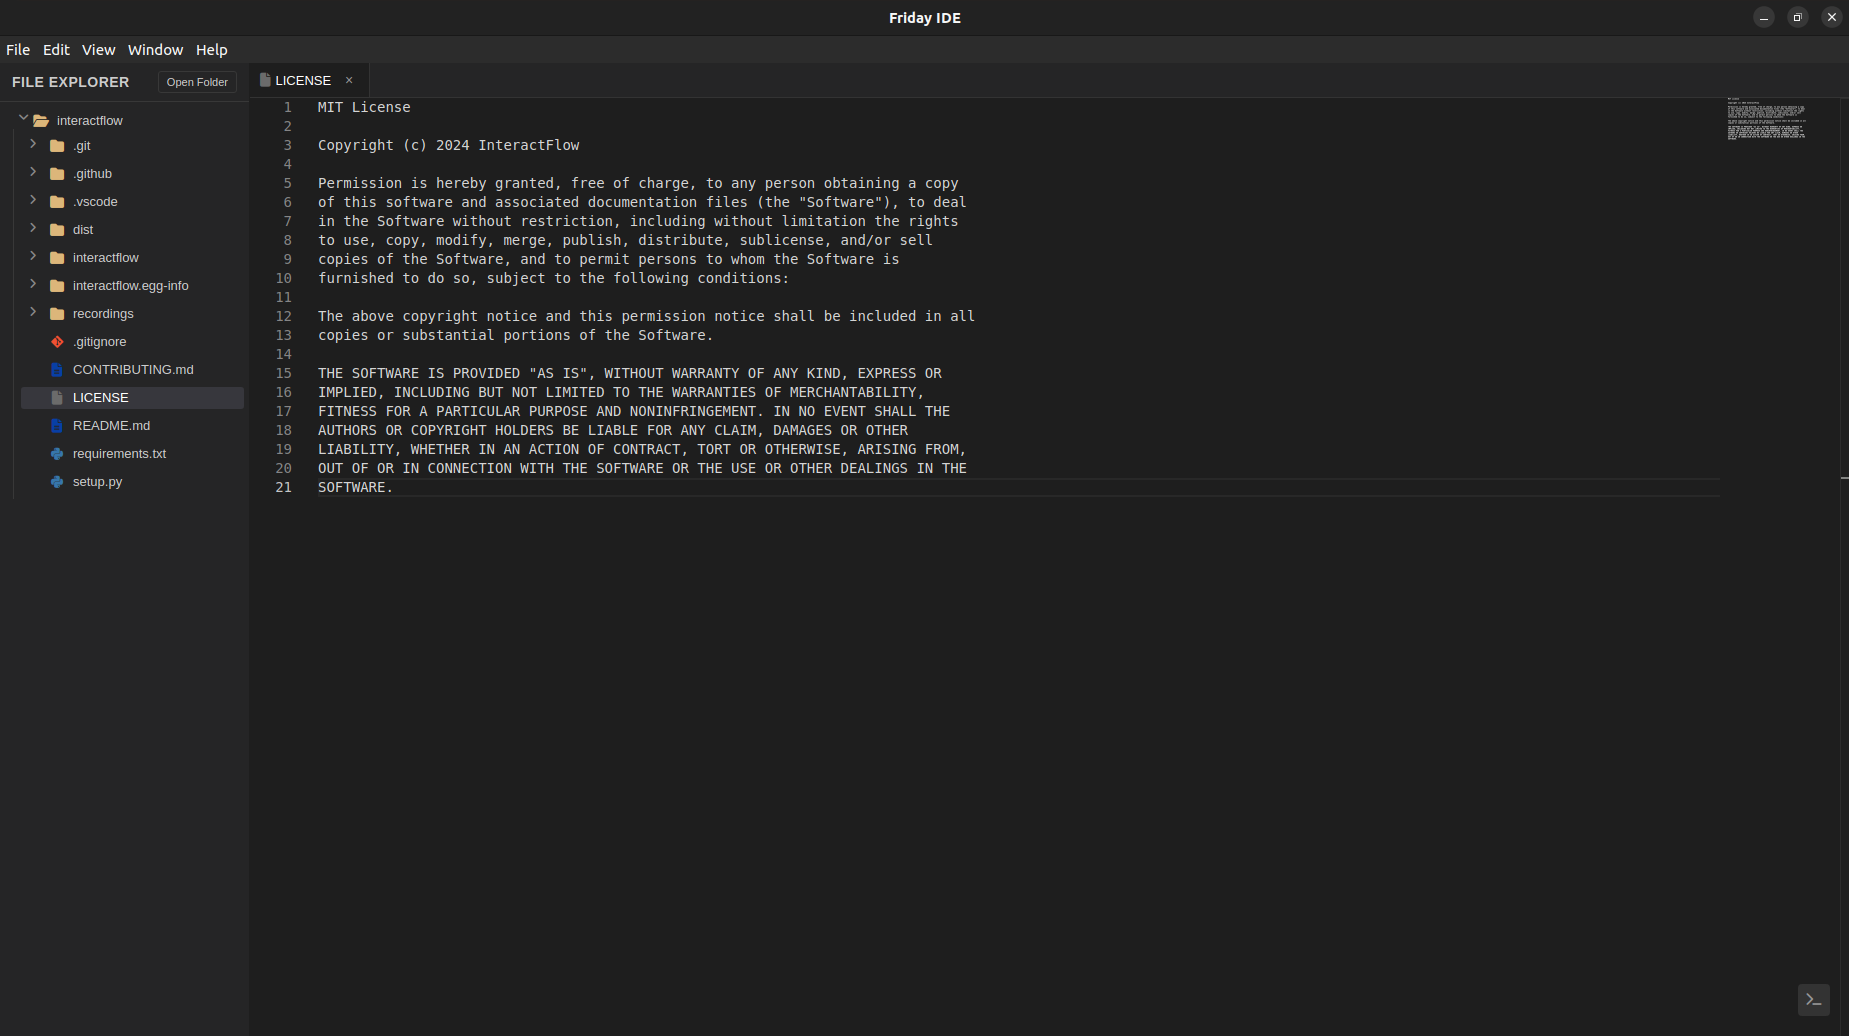 Friday IDE
File Edit View Window Help
FILE EXPLORER Open Folder
interactflow
.git
.github
.vscode
dist
interactflow
interactflow.egg-info
recordings
.gitignore
CONTRIBUTING.md
LICENSE
README.md
requirements.txt
setup.py
LICENSE ×
1 MIT License
2
3 Copyright (c) 2024 InteractFlow
4
5 Permission is hereby granted, free of charge, to any person obtaining a copy
6 of this software and associated documentation files (the "Software"), to deal
7 in the Software without restriction, including without limitation the rights
8 to use, copy, modify, merge, publish, distribute, sublicense, and/or sell
9 copies of the Software, and to permit persons to whom the Software is
10 furnished to do so, subject to the following conditions:
11
12 The above copyright notice and this permission notice shall be included in all
13 copies or substantial portions of the Software.
14
15 THE SOFTWARE IS PROVIDED "AS IS", WITHOUT WARRANTY OF ANY KIND, EXPRESS OR
16 IMPLIED, INCLUDING BUT NOT LIMITED TO THE WARRANTIES OF MERCHANTABILITY,
17 FITNESS FOR A PARTICULAR PURPOSE AND NONINFRINGEMENT. IN NO EVENT SHALL THE
18 AUTHORS OR COPYRIGHT HOLDERS BE LIABLE FOR ANY CLAIM, DAMAGES OR OTHER
19 LIABILITY, WHETHER IN AN ACTION OF CONTRACT, TORT OR OTHERWISE, ARISING FROM,
20 OUT OF OR IN CONNECTION WITH THE SOFTWARE OR THE USE OR OTHER DEALINGS IN THE
21 SOFTWARE.